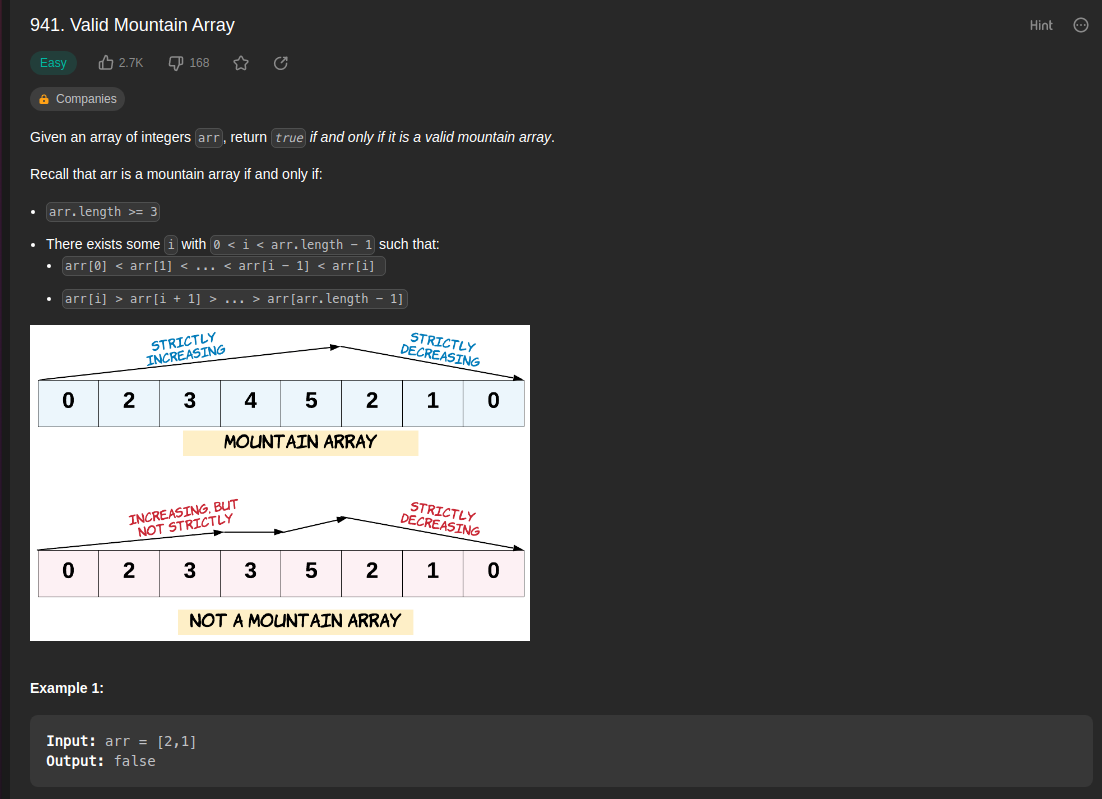 941. Valid Mountain Array
Hint
Easy
2.7K
168
Companies
Given an array of integers arr, return true if and only if it is a valid mountain array.
Recall that arr is a mountain array if and only if:
• arr.length >= 3
• There exists some i with 0 < i < arr.length - 1 such that:
• arr[0] < arr[1] < ... < arr[i - 1] < arr[i]
• arr[i] > arr[i + 1] > ... > arr[arr.length - 1]
STRICTLY
INCREASING
STRICTLY
DECREASING
0 2 3 4 5 2 1 0
MOUNTAIN ARRAY
INCREASING, BUT
NOT STRICTLY
STRICTLY
DECREASING
0 2 3 3 5 2 1 0
NOT A MOUNTAIN ARRAY
Example 1:
Input: arr = [2,1]
Output: false